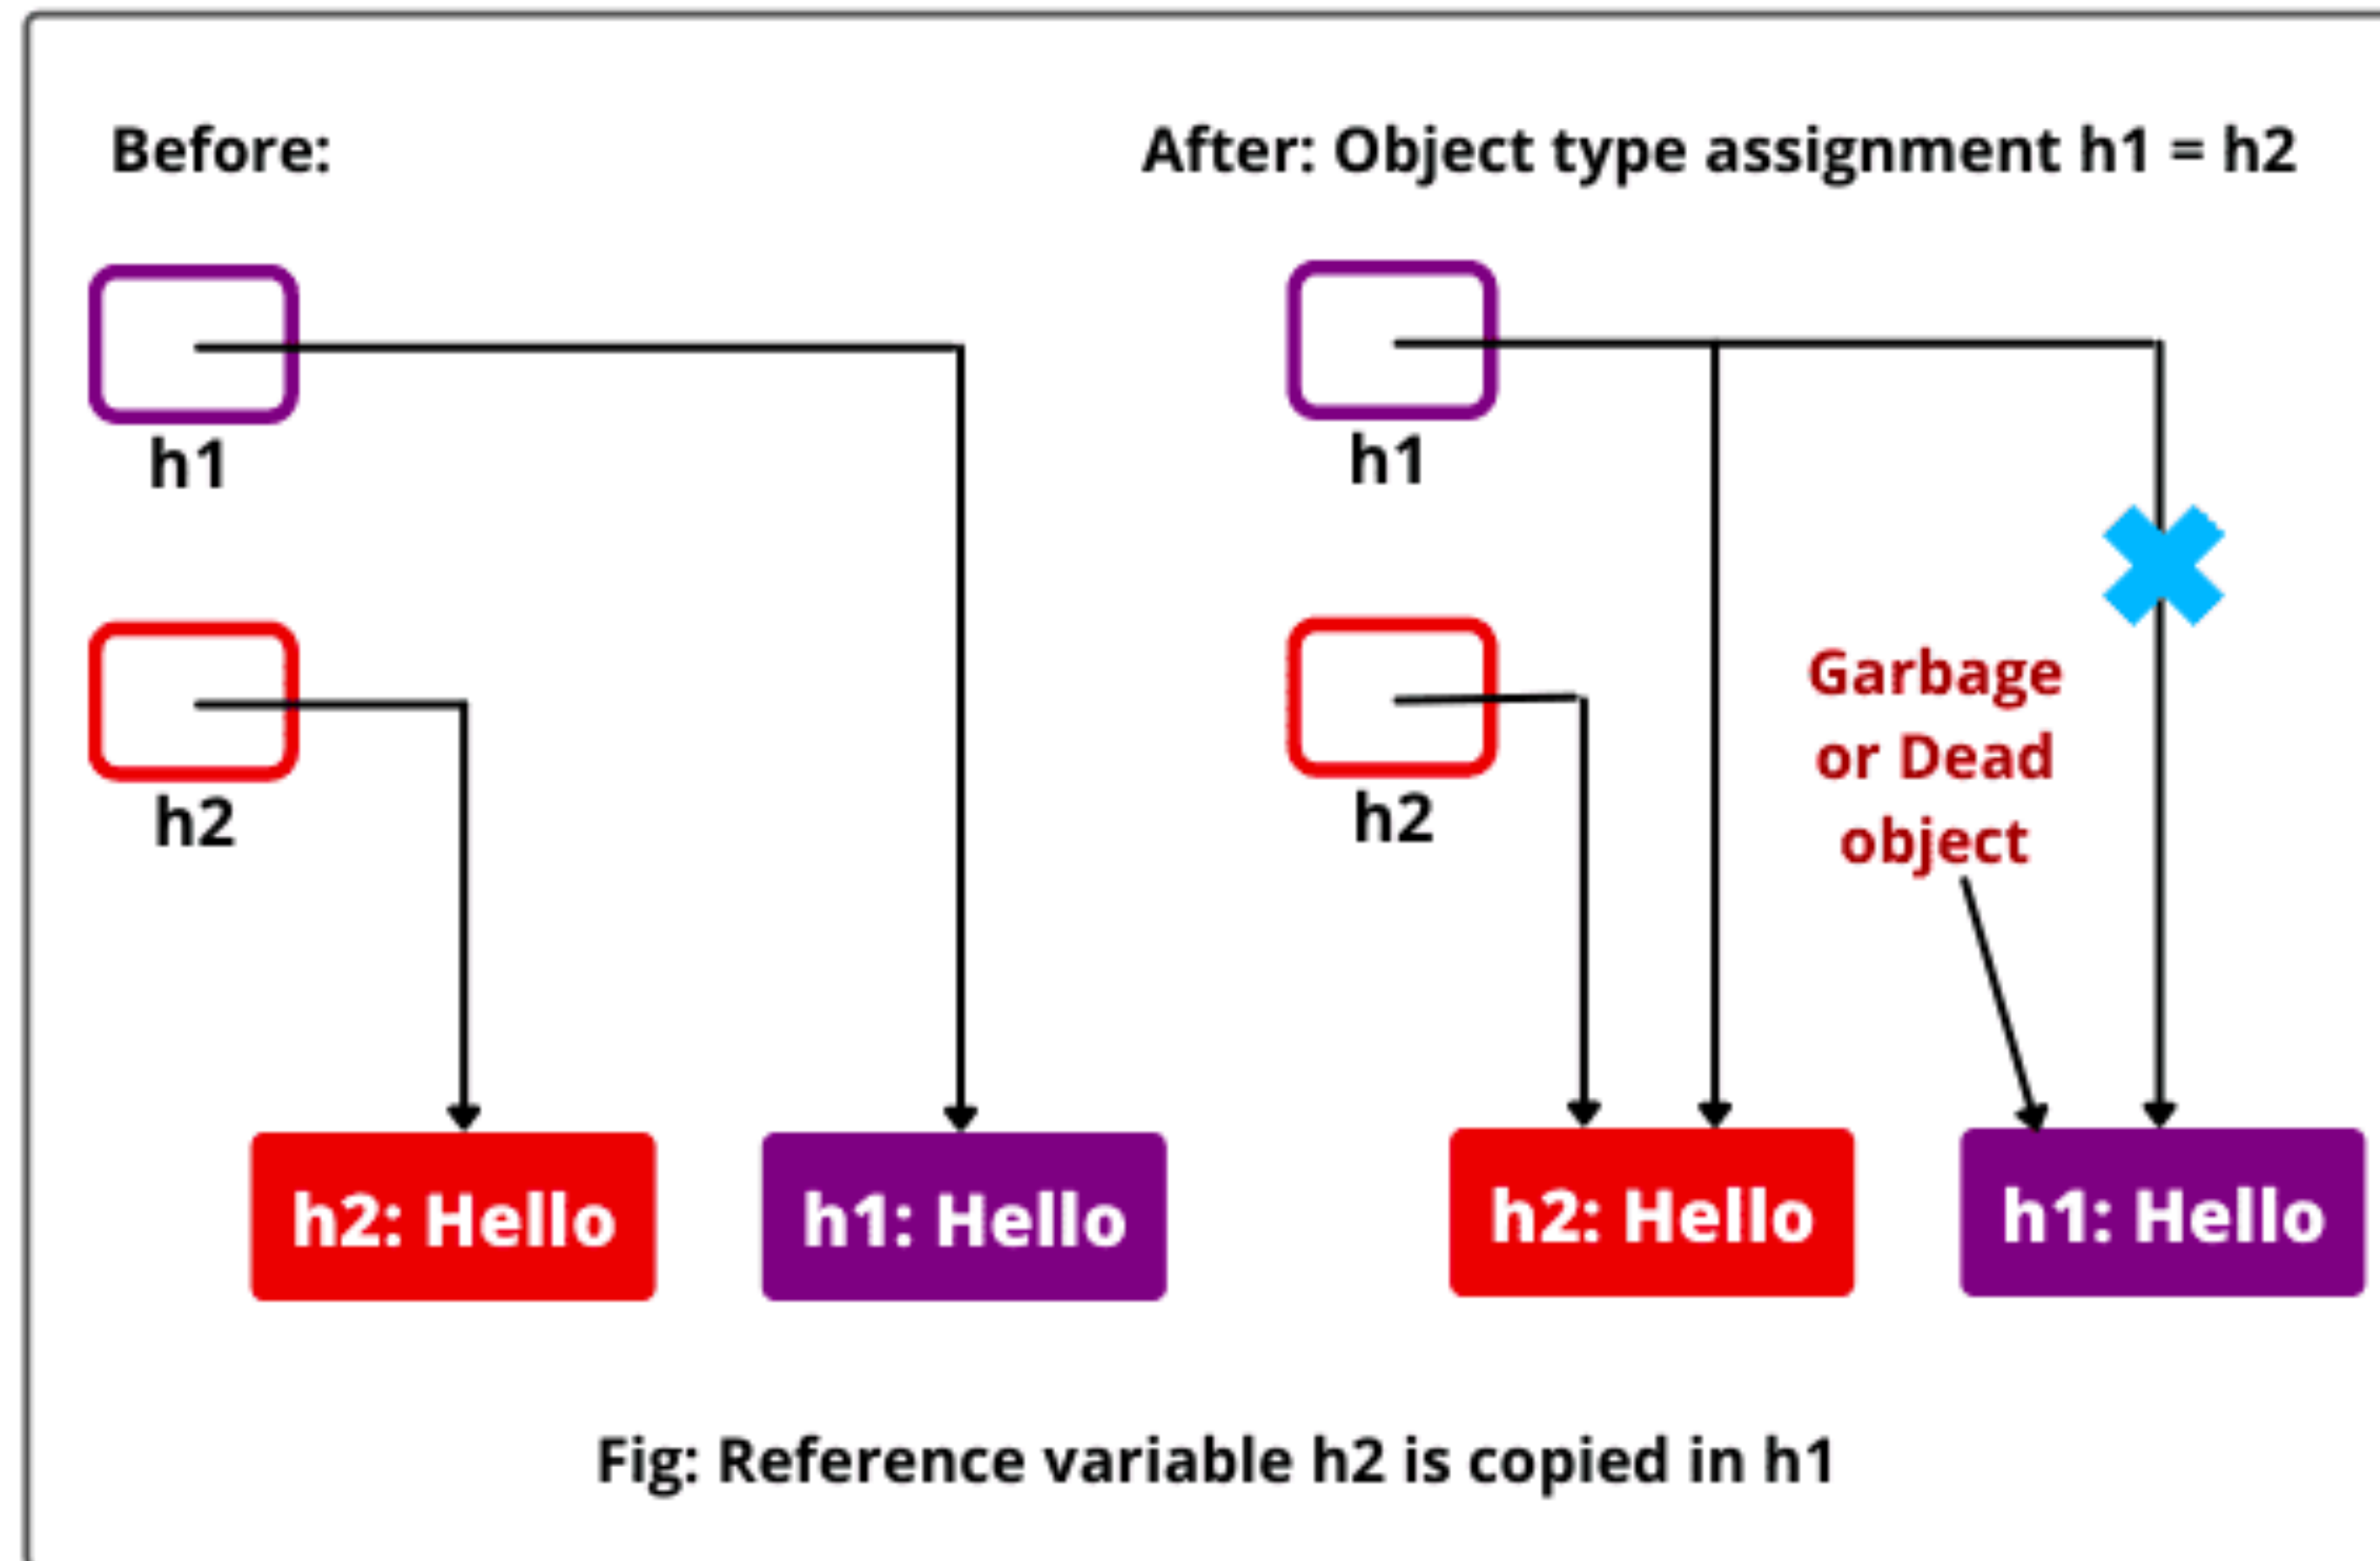 Before:
h1
h2
h2: Hello
h1: Hello
After: Object type assignment h1 = h2
h1
h2
Garbage
or Dead
object
h2: Hello
h1: Hello
Fig: Reference variable h2 is copied in h1